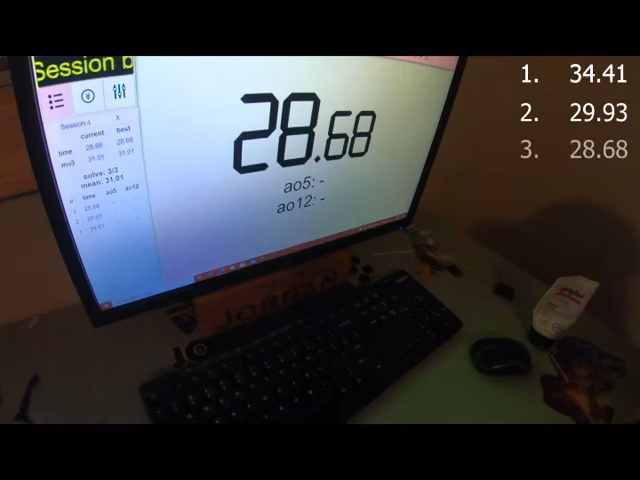 Session b
Session 4 X
current best
time 28.68 28.68
mo3 31.01 31.01
solve: 3/3
mean: 31.01
# time ao5 ao12
3 28.68 - -
2 29.93 - -
1 34.41 - -
28.68
ao5: -
ao12: -
1. 34.41
2. 29.93
3. 28.68
JORDAN
JO